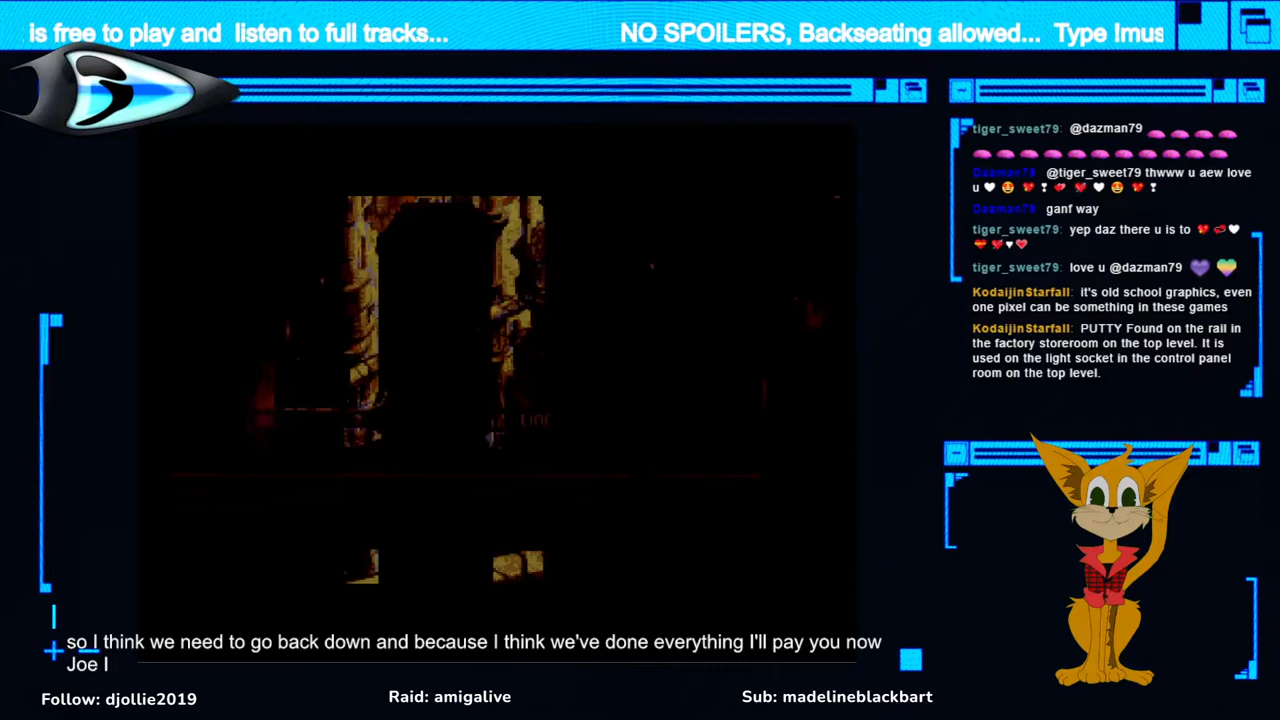 is free to play and listen to full tracks... NO SPOILERS, Backseating allowed... Type !mus
tiger_sweet79: @dazman79
Dazman79 @tiger_sweet79 thwww u aew love
u 🤍 😍 💘 ❣ 💕 💘 🤍 😍 💘 ❣
Dazman79 ganf way
tiger_sweet79: yep daz there u is to 💘 💞 🤍
💝 💘 ♥ 💗
tiger_sweet79: love u @dazman79
KodaijinStarfall: it's old school graphics, even
one pixel can be something in these games
KodaijinStarfall: PUTTY Found on the rail in
the factory storeroom on the top level. It is
used on the light socket in the control panel
room on the top level.
so I think we need to go back down and because I think we've done everything I'll pay you now
Joe I
Follow: djollie2019 Raid: amigalive Sub: madelineblackbart